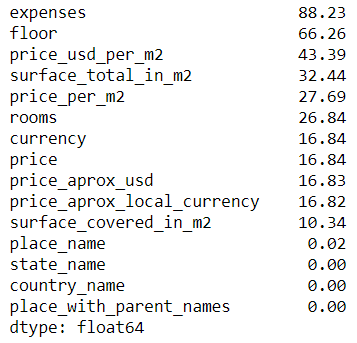 expenses 88.23
floor 66.26
price_usd_per_m2 43.39
surface_total_in_m2 32.44
price_per_m2 27.69
rooms 26.84
currency 16.84
price 16.84
price_aprox_usd 16.83
price_aprox_local_currency 16.82
surface_covered_in_m2 10.34
place_name 0.02
state_name 0.00
country_name 0.00
place_with_parent_names 0.00
dtype: float64